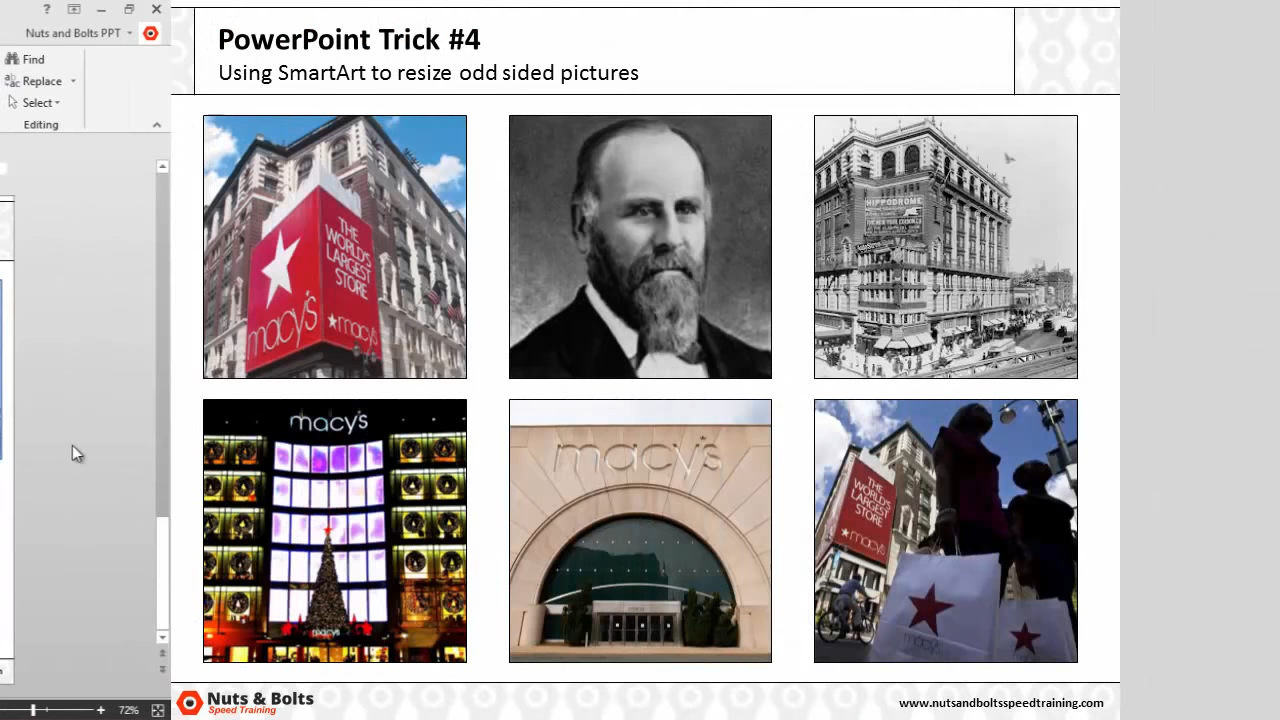 ?
Nuts and Bolts PPT
Find
Replace
Select
Editing
72%
PowerPoint Trick #4
Using SmartArt to resize odd sided pictures
THE
WORLD'S
LARGEST
STORE
macy's
macy's
HIPPODROME
macy's
macy's
macy's
THE
WORLD'S
LARGEST
STORE
macy's
macy's
Nuts & Bolts
Speed Training
www.nutsandboltsspeedtraining.com